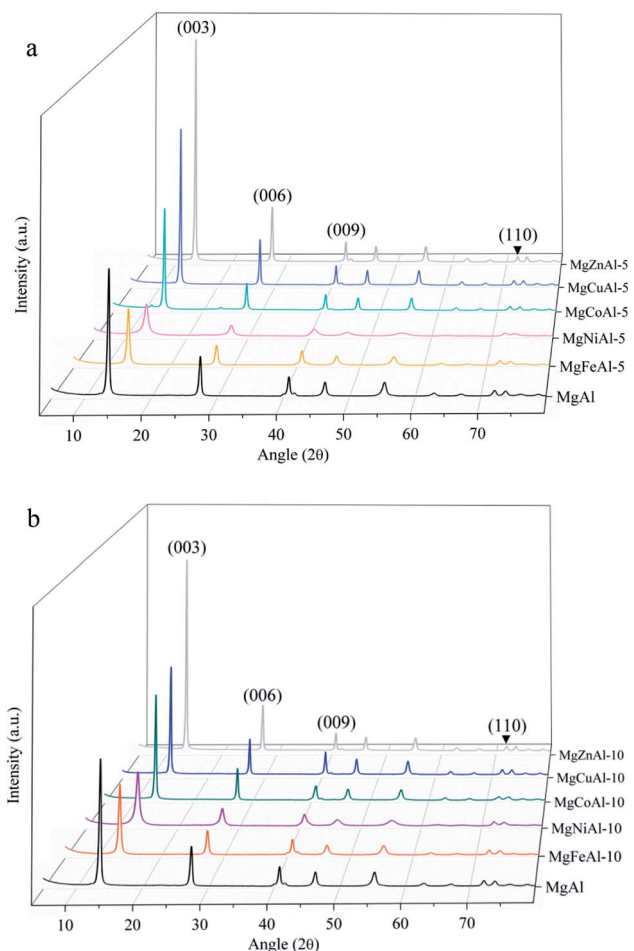 a
(003)
(006)
(009)
(110)
Intensity (a.u.)
MgZnAl-5
MgCuAl-5
MgCoAl-5
MgNiAl-5
MgFeAl-5
MgAl
10 20 30 40 50 60 70
Angle (2θ)
b
(003)
(006)
(009)
(110)
Intensity (a.u.)
MgZnAl-10
MgCuAl-10
MgCoAl-10
MgNiAl-10
MgFeAl-10
MgAl
10 20 30 40 50 60 70
Angle (2θ)